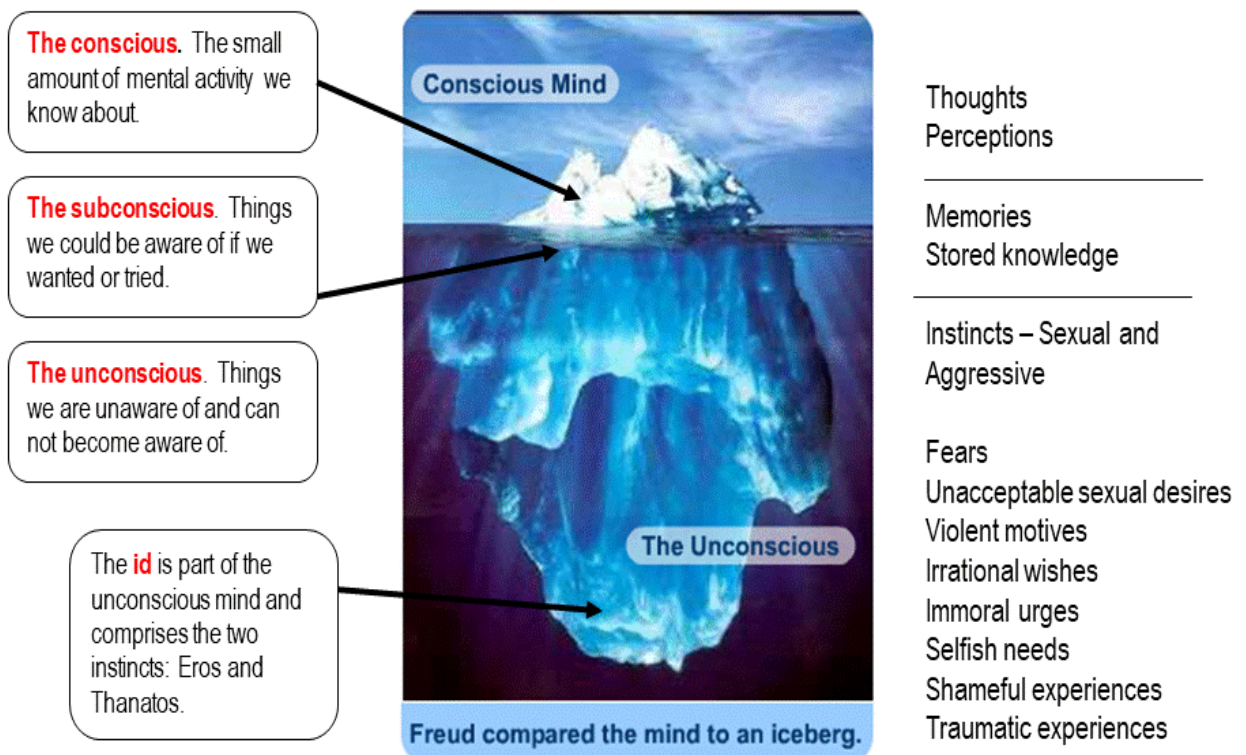 The conscious. The small
amount of mental activity we
know about.
The subconscious. Things
we could be aware of if we
wanted or tried.
The unconscious. Things
we are unaware of and can
not become aware of.
The id is part of the
unconscious mind and
comprises the two
instincts: Eros and
Thanatos.
Conscious Mind
The Unconscious
Freud compared the mind to an iceberg.
Thoughts
Perceptions
Memories
Stored knowledge
Instincts – Sexual and
Aggressive
Fears
Unacceptable sexual desires
Violent motives
Irrational wishes
Immoral urges
Selfish needs
Shameful experiences
Traumatic experiences